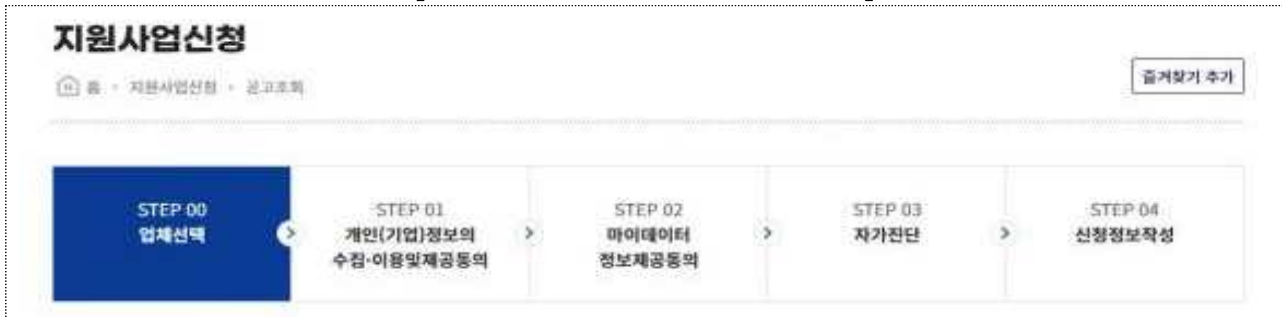 지원사업신청
홈 · 지원사업신청 · 공고조회
즐겨찾기 추가
STEP 00
업체선택
STEP 01
개인(기업)정보의
수집·이용및제공동의
STEP 02
마이데이터
정보제공동의
STEP 03
자가진단
STEP 04
신청정보작성